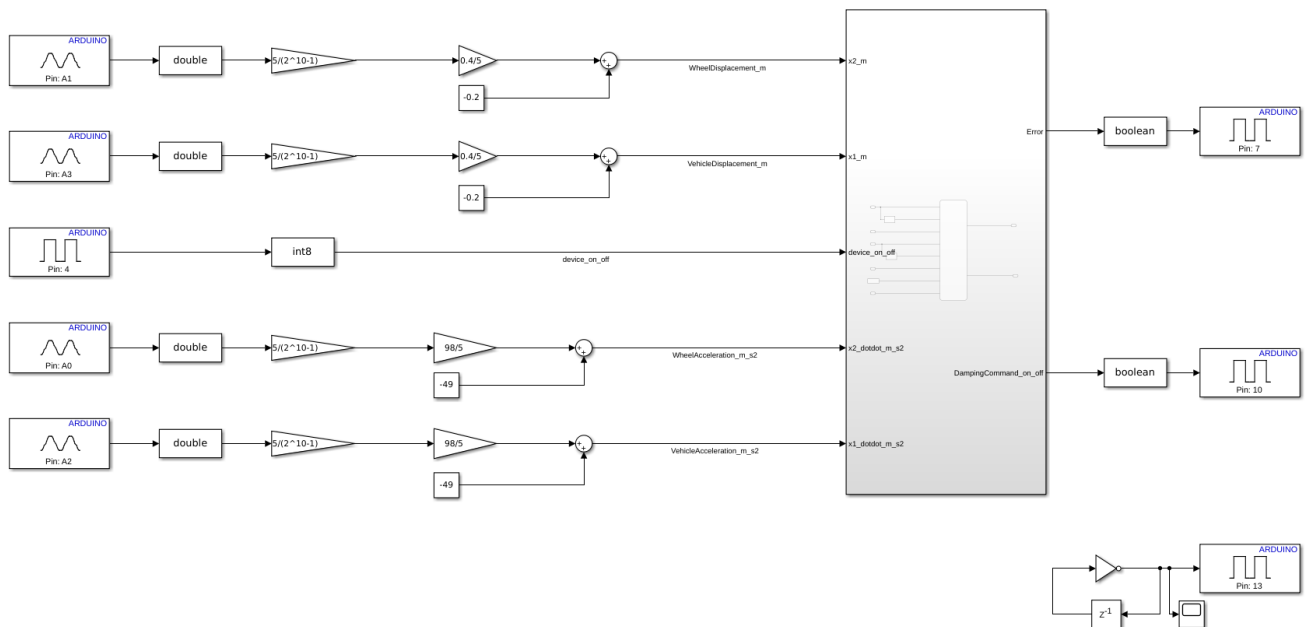 ARDUINO
Pin: A1
double
5/(2^10-1)
0.4/5
-0.2
WheelDisplacement_m
x2_m
ARDUINO
Pin: A3
double
5/(2^10-1)
0.4/5
-0.2
VehicleDisplacement_m
x1_m
Error
boolean
ARDUINO
Pin: 7
ARDUINO
Pin: 4
int8
device_on_off
device_on_off
ARDUINO
Pin: A0
double
5/(2^10-1)
98/5
-49
WheelAcceleration_m_s2
x2_dotdot_m_s2
DampingCommand_on_off
boolean
ARDUINO
Pin: 10
ARDUINO
Pin: A2
double
5/(2^10-1)
98/5
-49
VehicleAcceleration_m_s2
x1_dotdot_m_s2
ARDUINO
Pin: 13
Z-1